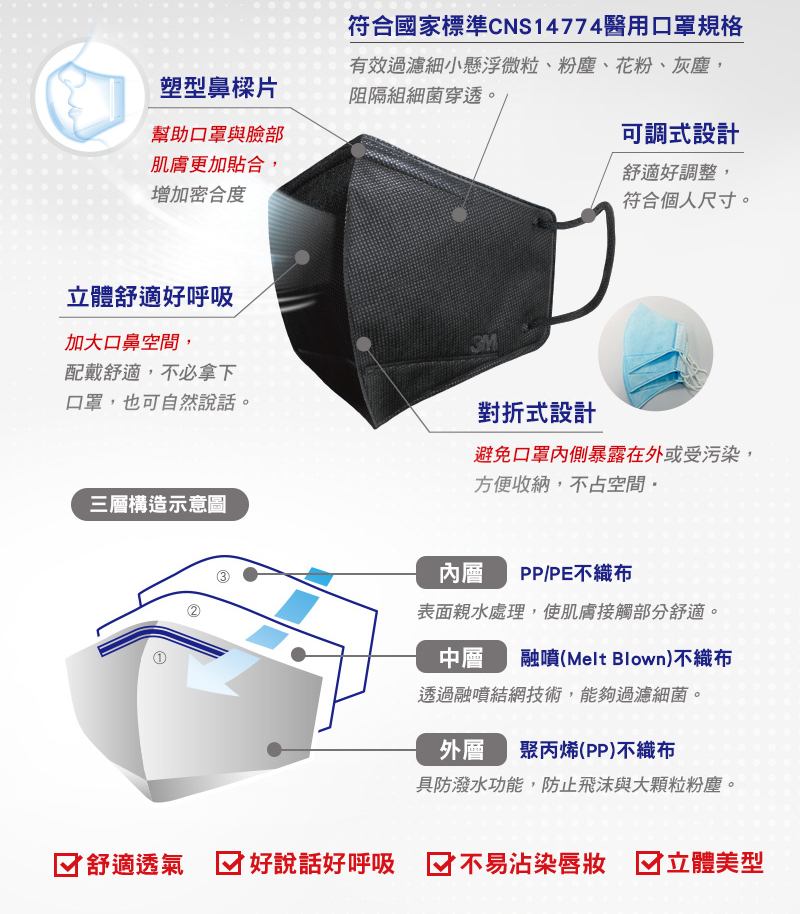 符合國家標準CNS14774醫用口罩規格
有效過濾細小懸浮微粒、粉塵、花粉、灰塵，
阻隔組細菌穿透。
塑型鼻樑片
幫助口罩與臉部
肌膚更加貼合，
增加密合度
可調式設計
舒適好調整，
符合個人尺寸。
立體舒適好呼吸
加大口鼻空間，
配戴舒適，不必拿下
口罩，也可自然說話。
3M
對折式設計
避免口罩內側暴露在外或受污染，
方便收納，不占空間．
三層構造示意圖
③
②
①
內層 PP/PE不織布
表面親水處理，使肌膚接觸部分舒適。
中層 融噴(Melt Blown)不織布
透過融噴結網技術，能夠過濾細菌。
外層 聚丙烯(PP)不織布
具防潑水功能，防止飛沫與大顆粒粉塵。
舒適透氣 好說話好呼吸 不易沾染唇妝 立體美型